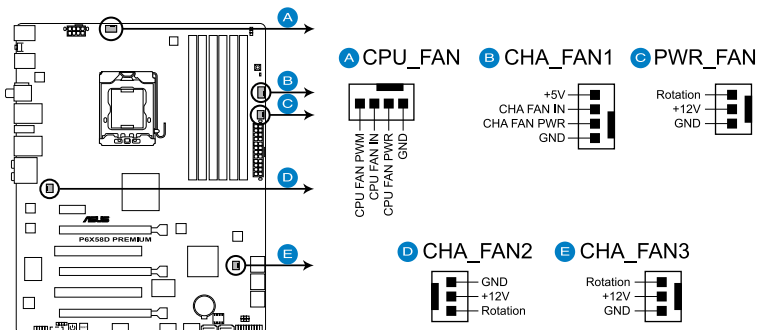 A
B
C
D
E
ASUS
P6X58D PREMIUM
A CPU_FAN
CPU FAN PWM
CPU FAN IN
CPU FAN PWR
GND
B CHA_FAN1
+5V
CHA FAN IN
CHA FAN PWR
GND
C PWR_FAN
Rotation
+12V
GND
D CHA_FAN2
GND
+12V
Rotation
E CHA_FAN3
Rotation
+12V
GND